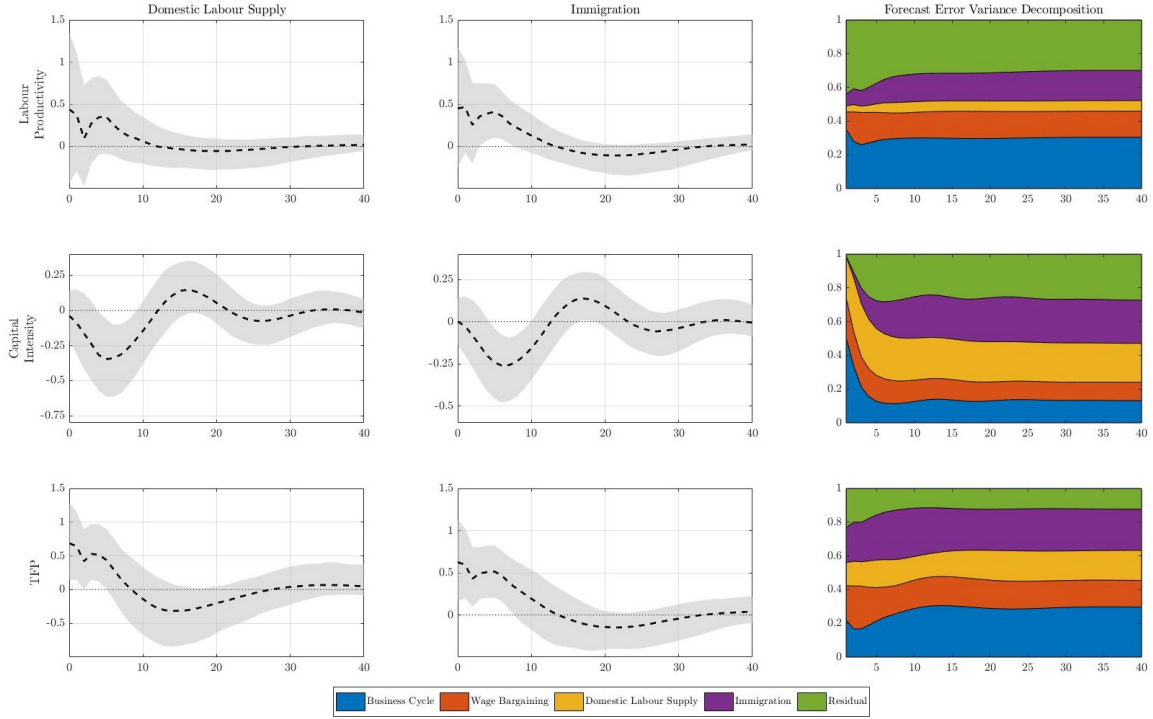 Domestic Labour Supply
Immigration
Forecast Error Variance Decomposition
Labour
Productivity
1.5
1
0.5
0
0 10 20 30 40
1.5
1
0.5
0
0 10 20 30 40
1
0.8
0.6
0.4
0.2
0
5 10 15 20 25 30 35 40
Capital
Intensity
0.25
0
-0.25
-0.5
-0.75
0 10 20 30 40
0.25
0
-0.25
-0.5
0 10 20 30 40
1
0.8
0.6
0.4
0.2
0
5 10 15 20 25 30 35 40
TFP
1.5
1
0.5
0
-0.5
0 10 20 30 40
1.5
1
0.5
0
0 10 20 30 40
1
0.8
0.6
0.4
0.2
0
5 10 15 20 25 30 35 40
Business Cycle Wage Bargaining Domestic Labour Supply Immigration Residual